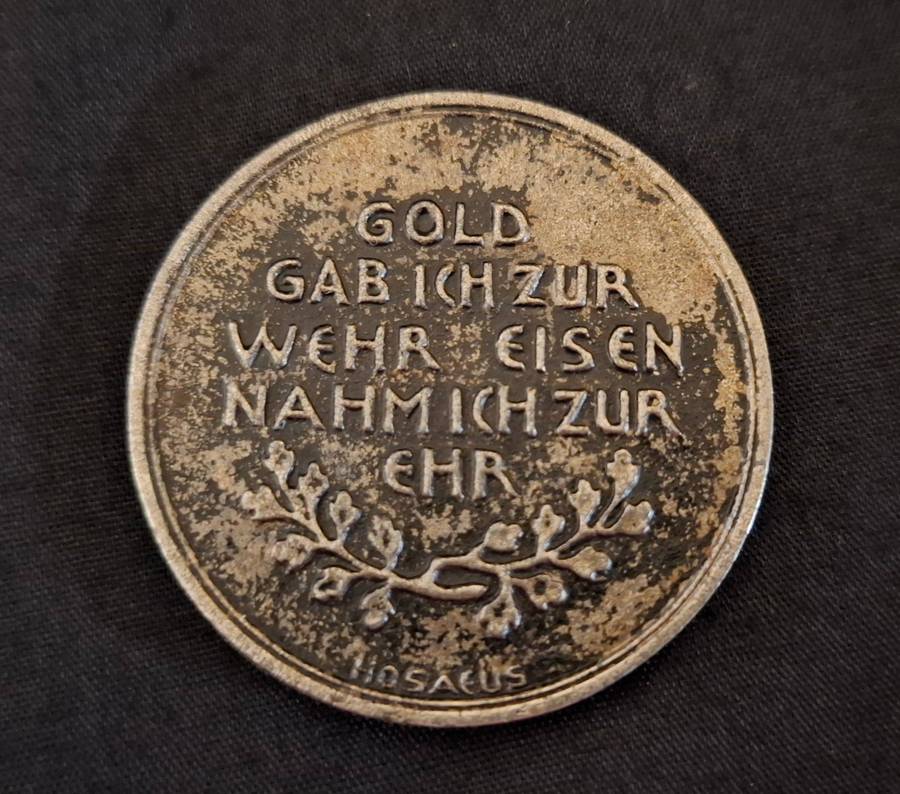 GOLD
GAB ICH ZUR
WEHR EISEN
NAHM ICH ZUR
EHR
HOSAEUS